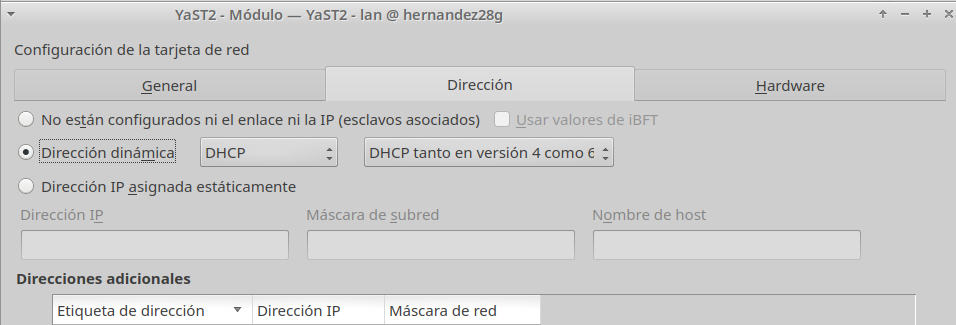 YaST2 - Módulo — YaST2 - lan @ hernandez28g
Configuración de la tarjeta de red
General Dirección Hardware
No están configurados ni el enlace ni la IP (esclavos asociados) Usar valores de iBFT
Dirección dinámica DHCP DHCP tanto en versión 4 como 6
Dirección IP asignada estáticamente
Dirección IP Máscara de subred Nombre de host
Direcciones adicionales
Etiqueta de dirección Dirección IP Máscara de red